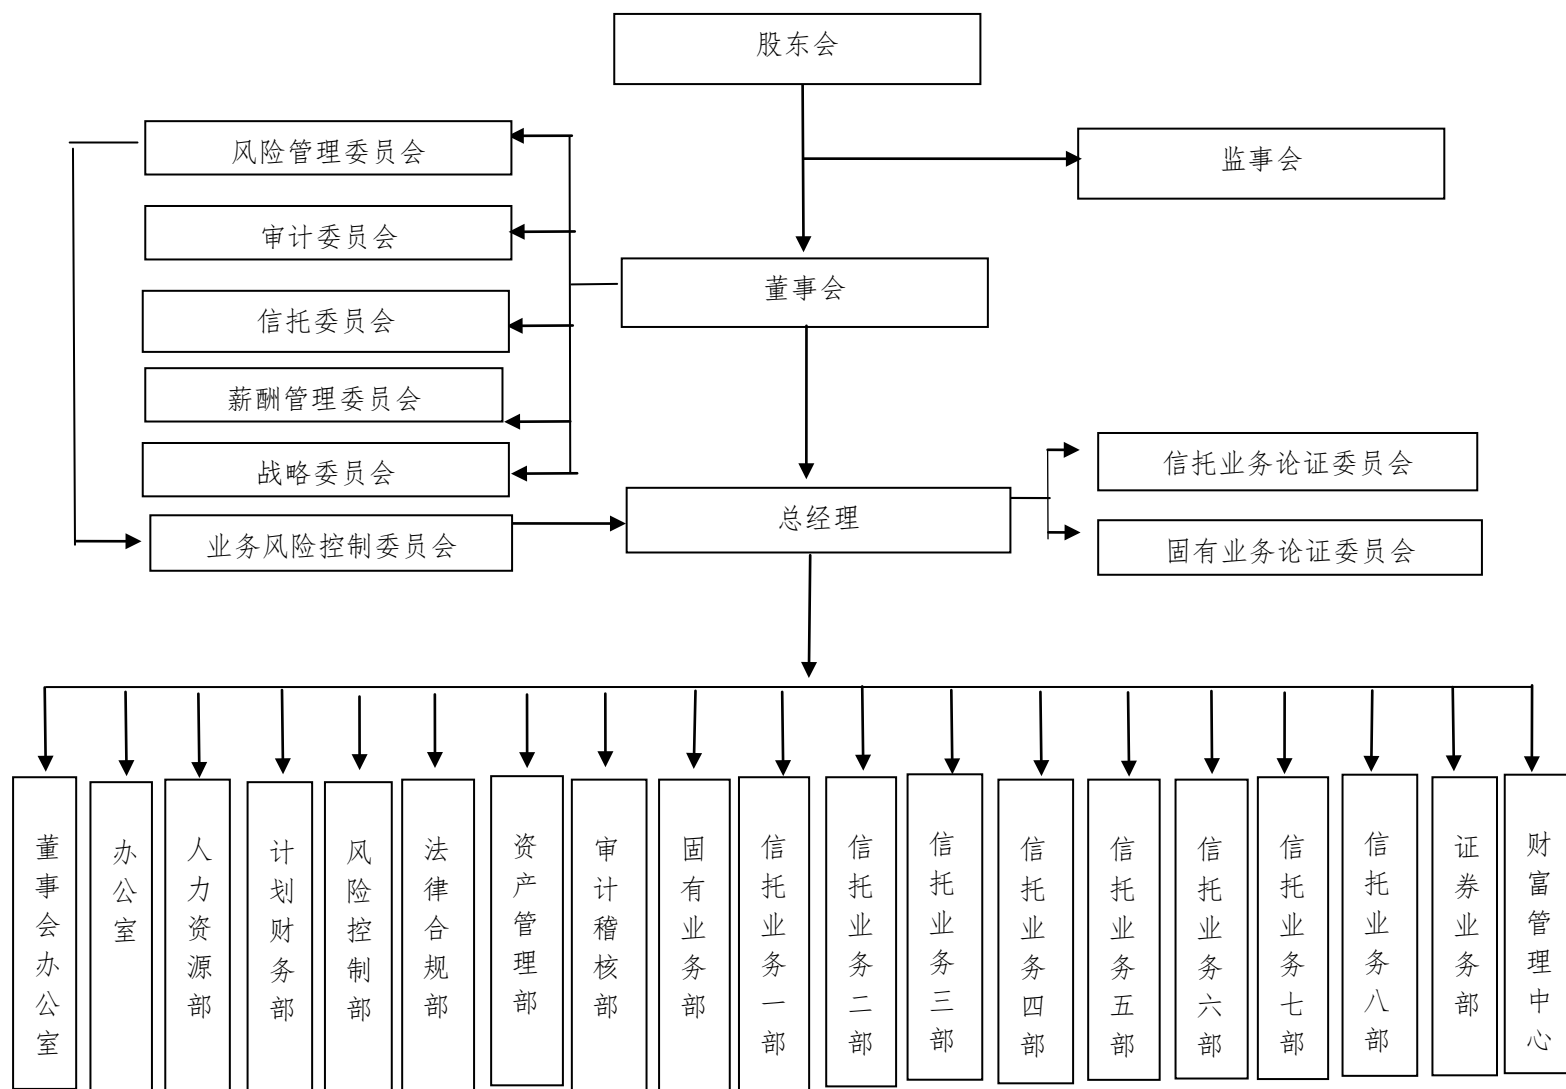 股东会
风险管理委员会
监事会
审计委员会
董事会
信托委员会
薪酬管理委员会
战略委员会
信托业务论证委员会
总经理
业务风险控制委员会
固有业务论证委员会
董事会办公室
办公室
人力资源部
计划财务部
风险控制部
法律合规部
资产管理部
审计稽核部
固有业务部
信托业务一部
信托业务二部
信托业务三部
信托业务四部
信托业务五部
信托业务六部
信托业务七部
信托业务八部
证券业务部
财富管理中心